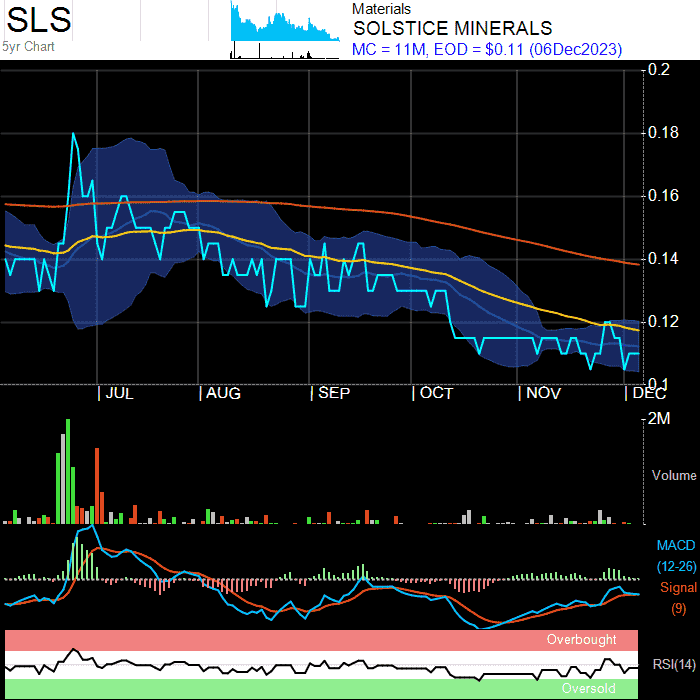 SLS
5yr Chart
Materials
SOLSTICE MINERALS
MC = 11M, EOD = $0.11 (06Dec2023)
0.2
0.18
0.16
0.14
0.12
0.1
JUL AUG SEP OCT NOV DEC
2M
Volume
MACD
(12-26)
Signal
(9)
Overbought
RSI(14)
Oversold